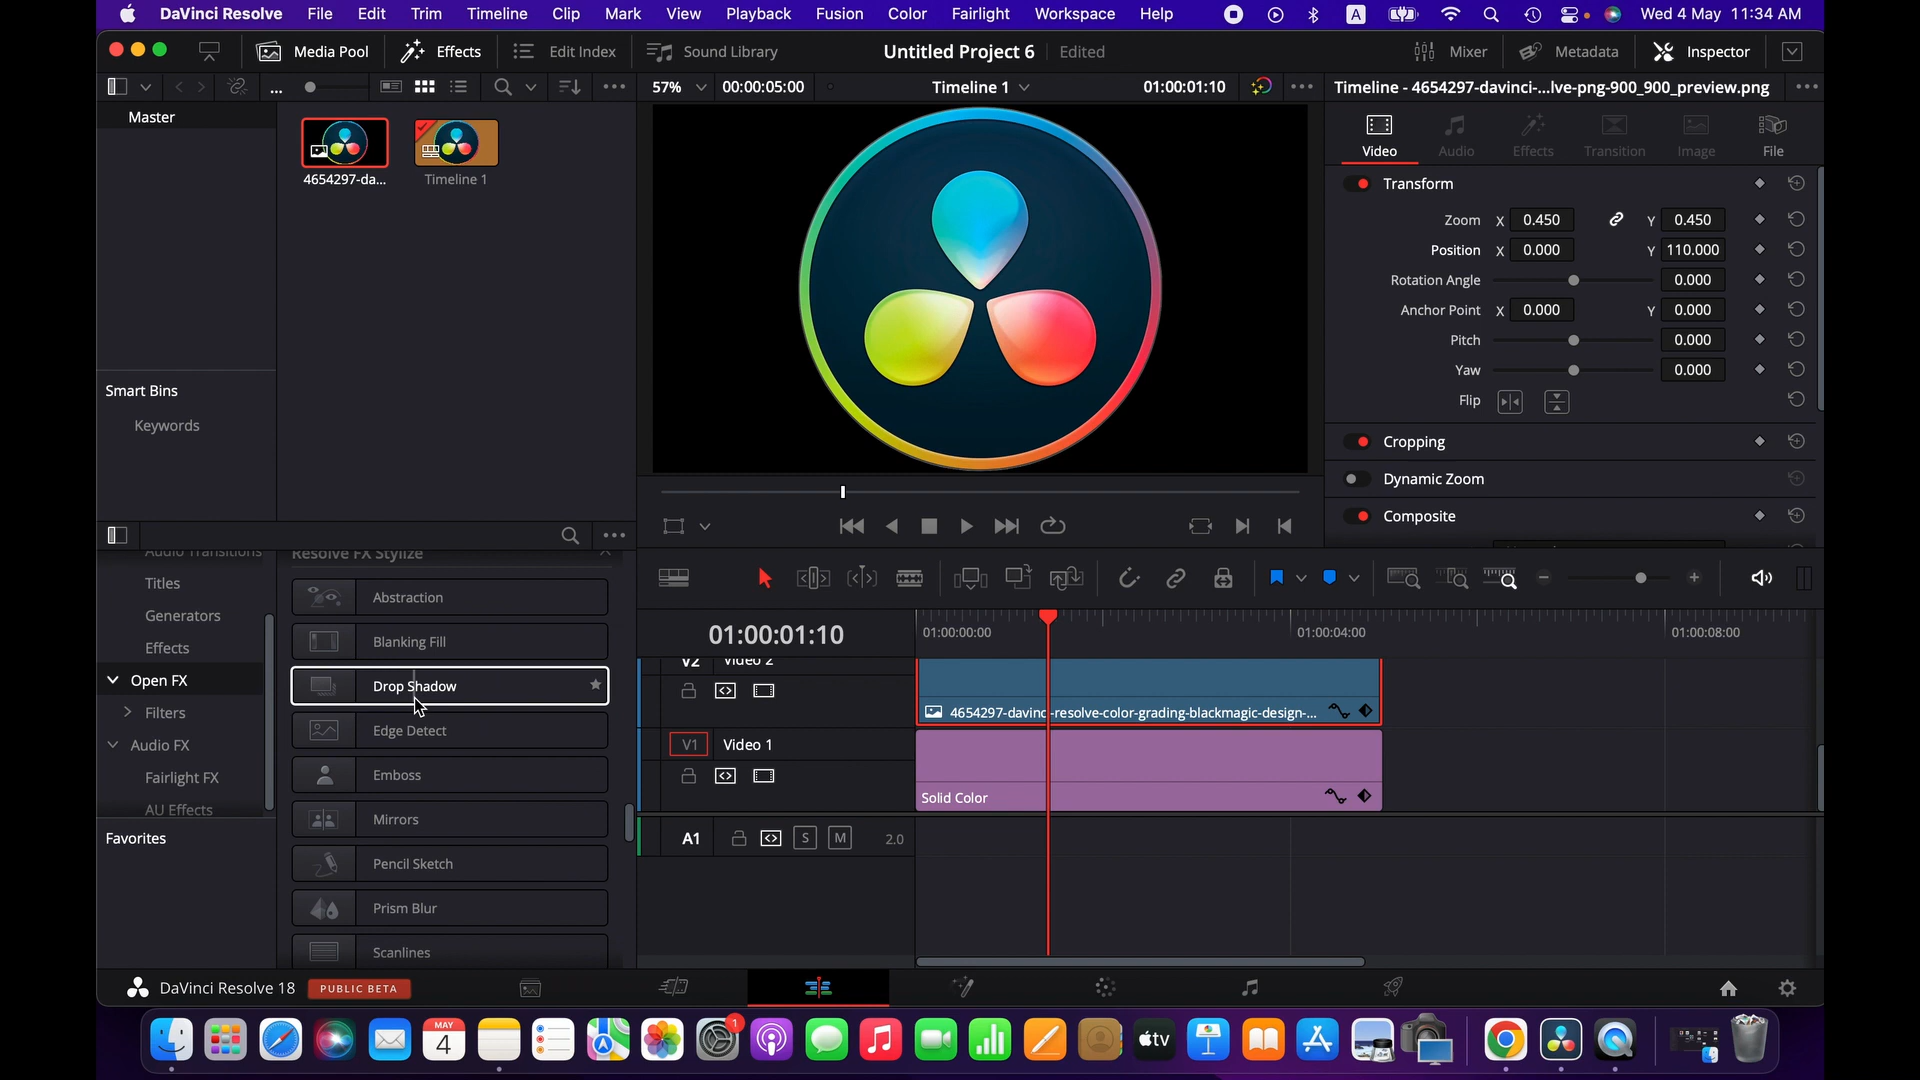 DaVinci Resolve File Edit Trim Timeline Clip Mark View Playback Fusion Color Fairlight Workspace Help A Wed 4 May 11:34 AM
Media Pool Effects Edit Index Sound Library Untitled Project 6 Edited Mixer Metadata Inspector
... 57% 00:00:05:00 Timeline 1 01:00:01:10 Timeline - 4654297-davinci-...lve-png-900_900_preview.png
Master
4654297-da... Timeline 1
Video Audio Effects Transition Image File
Transform
Zoom X 0.450 Y 0.450
Position X 0.000 Y 110.000
Rotation Angle 0.000
Anchor Point X 0.000 Y 0.000
Pitch 0.000
Yaw 0.000
Flip
Cropping
Dynamic Zoom
Composite
Smart Bins
Keywords
Audio Transitions
Titles
Generators
Effects
Open FX
Filters
Audio FX
Fairlight FX
AU Effects
Favorites
Resolve FX Stylize
Abstraction
Blanking Fill
Drop Shadow
Edge Detect
Emboss
Mirrors
Pencil Sketch
Prism Blur
Scanlines
01:00:01:10 01:00:00:00 01:00:04:00 01:00:08:00
V2 Video 2
4654297-davinci-resolve-color-grading-blackmagic-design-...
V1 Video 1
Solid Color
A1 S M 2.0
DaVinci Resolve 18 PUBLIC BETA
MAY
4
1
tv